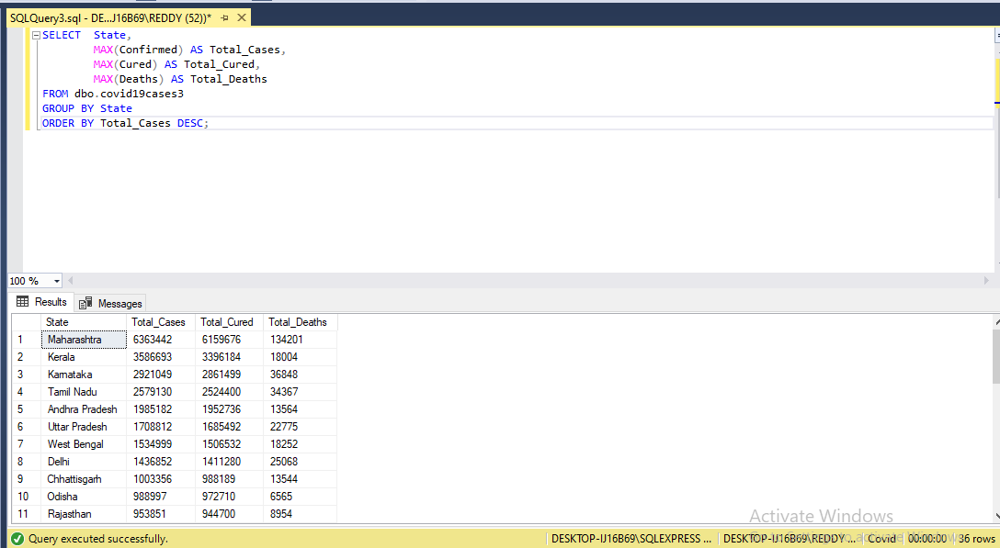 SQLQuery3.sql - DE...J16B69\REDDY (52))*
SELECT State,
MAX(Confirmed) AS Total_Cases,
MAX(Cured) AS Total_Cured,
MAX(Deaths) AS Total_Deaths
FROM dbo.covid19cases3
GROUP BY State
ORDER BY Total_Cases DESC;
100 %
Results Messages
State Total_Cases Total_Cured Total_Deaths
1 Maharashtra 6363442 6159676 134201
2 Kerala 3586693 3396184 18004
3 Karnataka 2921049 2861499 36848
4 Tamil Nadu 2579130 2524400 34367
5 Andhra Pradesh 1985182 1952736 13564
6 Uttar Pradesh 1708812 1685492 22775
7 West Bengal 1534999 1506532 18252
8 Delhi 1436852 1411280 25068
9 Chhattisgarh 1003356 988189 13544
10 Odisha 988997 972710 6565
11 Rajasthan 953851 944700 8954
Activate Windows
Query executed successfully. DESKTOP-IJ16B69\SQLEXPRESS ... DESKTOP-IJ16B69\REDDY ... Covid 00:00:00 36 rows